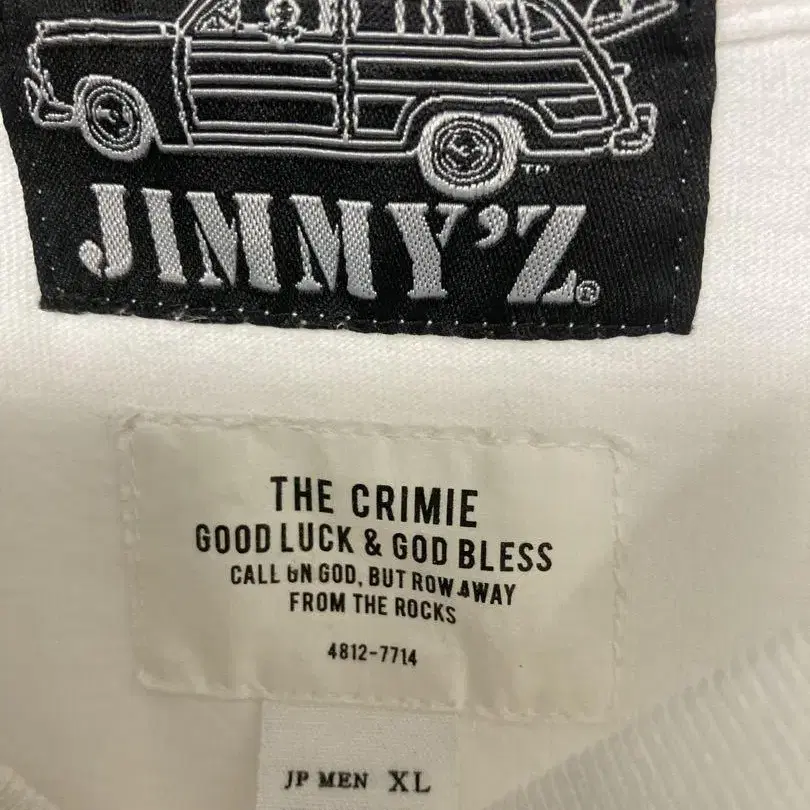 ™
JIMMY'Z®
THE CRIMIE
GOOD LUCK & GOD BLESS
CALL ON GOD, BUT ROW AWAY
FROM THE ROCKS
4812-7714
JP MEN XL